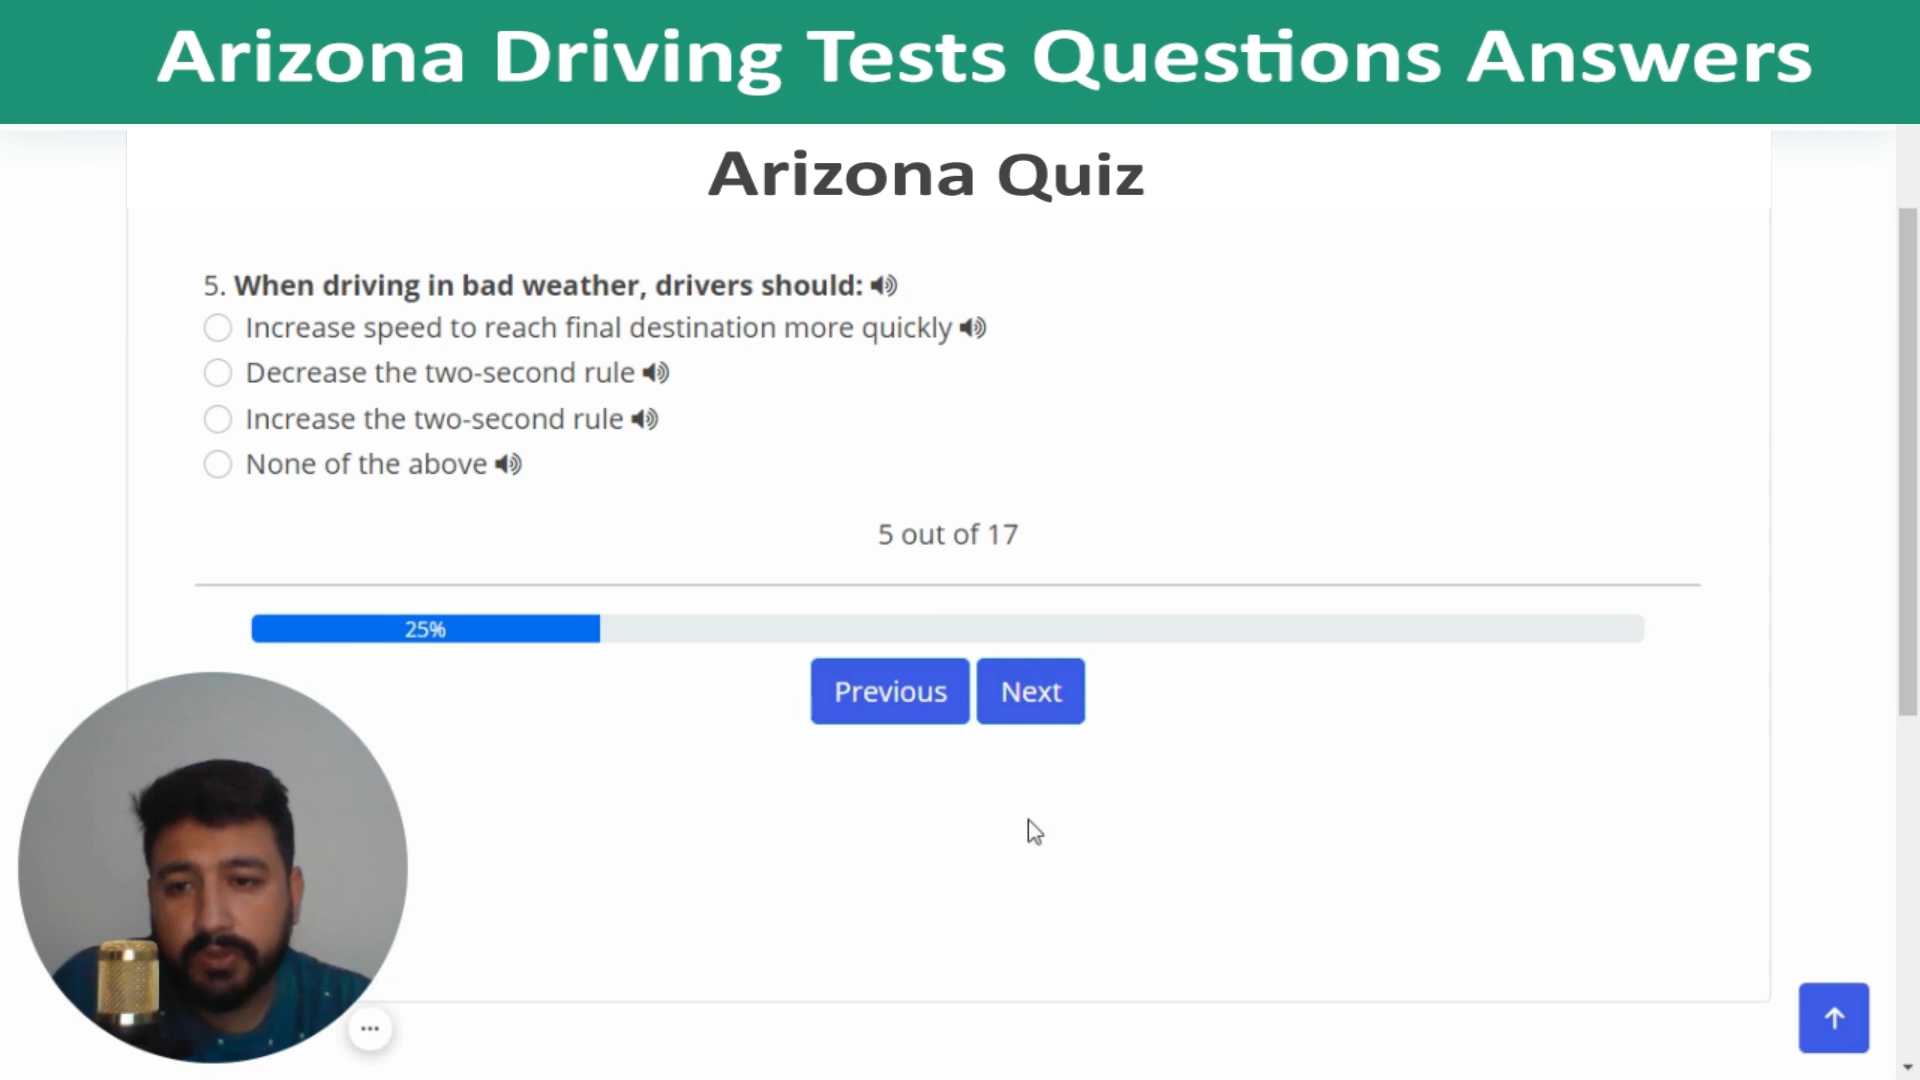 Arizona Driving Tests Questions Answers
Arizona Quiz
5. When driving in bad weather, drivers should:
Increase speed to reach final destination more quickly
Decrease the two-second rule
Increase the two-second rule
None of the above
5 out of 17
25%
Previous Next